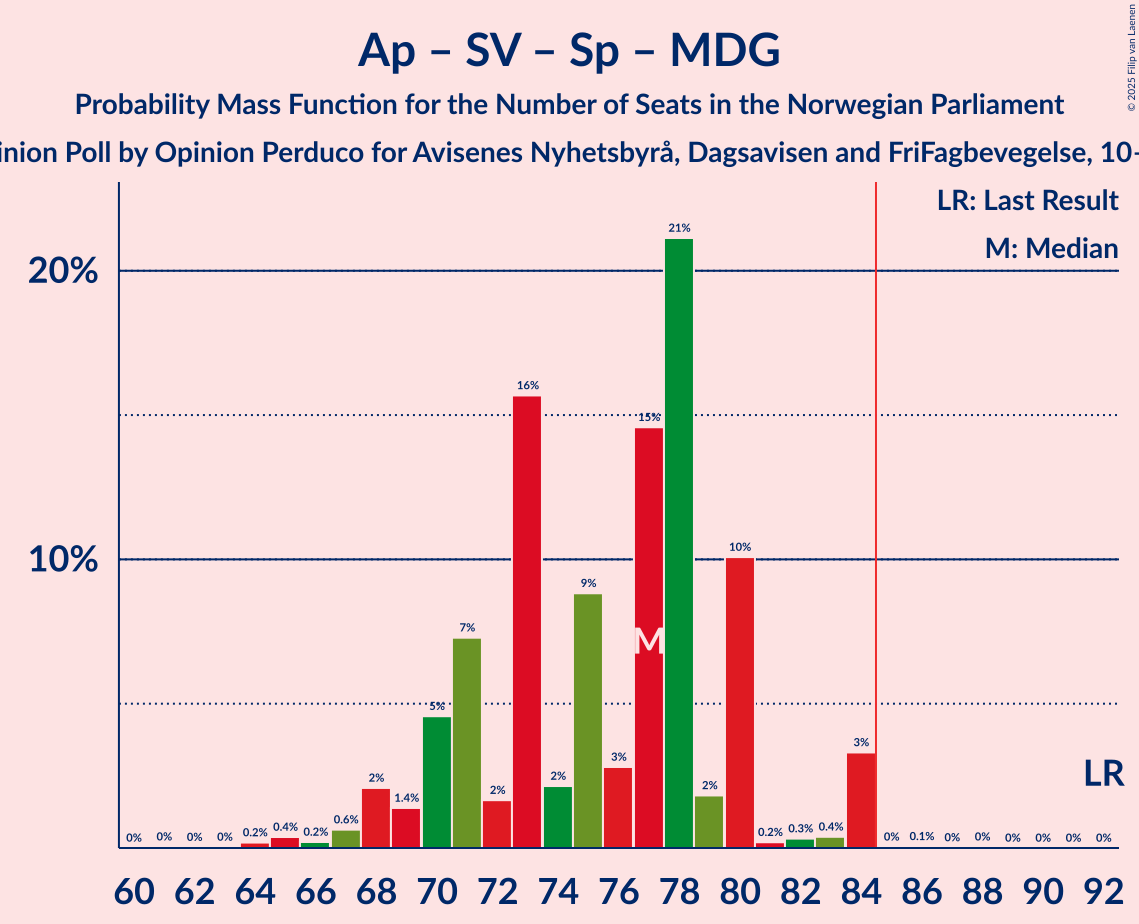 Ap – SV – Sp – MDG
Probability Mass Function for the Number of Seats in the Norwegian Parliament
inion Poll by Opinion Perduco for Avisenes Nyhetsbyrå, Dagsavisen and FriFagbevegelse, 10-
© 2025 Filip van Laenen
LR: Last Result
M: Median
20%
10%
0% 0% 0% 0% 0.2% 0.4% 0.2% 0.6% 2% 1.4% 5% 7% 2% 16% 2% 9% 3% 15% 21% 2% 10% 0.2% 0.3% 0.4% 3% 0% 0.1% 0% 0% 0% 0% 0% 0%
M
LR
60 62 64 66 68 70 72 74 76 78 80 82 84 86 88 90 92